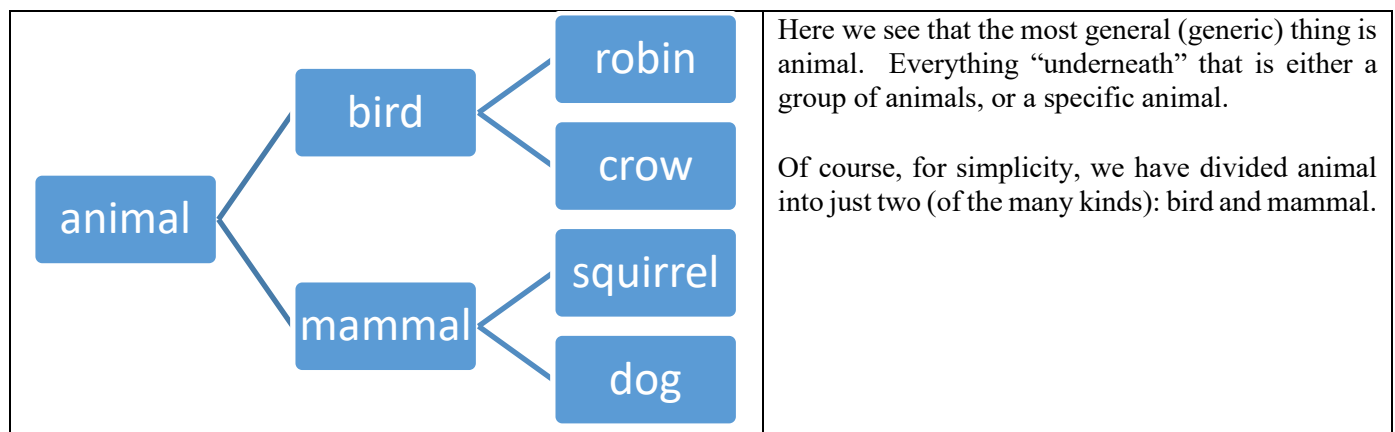 animal
bird
mammal
robin
crow
squirrel
dog
Here we see that the most general (generic) thing is
animal. Everything “underneath” that is either a
group of animals, or a specific animal.
Of course, for simplicity, we have divided animal
into just two (of the many kinds): bird and mammal.